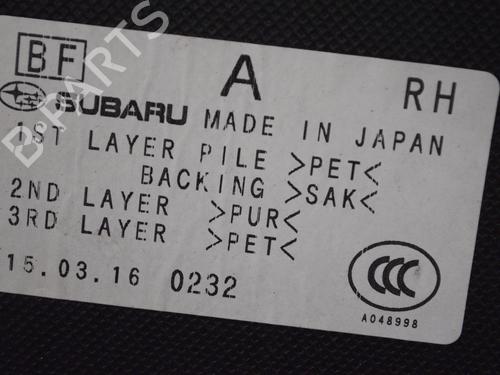 BF A RH
SUBARU MADE IN JAPAN
1ST LAYER PILE >PET<
BACKING >SAK<
2ND LAYER >PUR<
3RD LAYER >PET<
15.03.16 0232
CCC
A048998
B PARTS